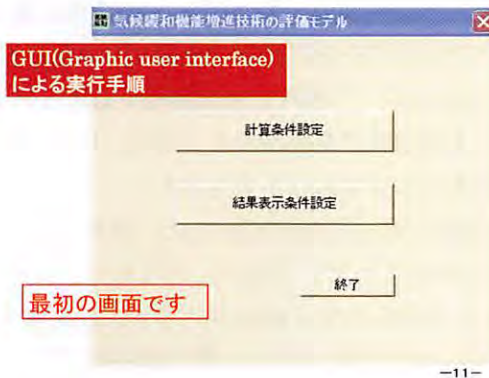 気候緩和機能増進技術の評価モデル
GUI(Graphic user interface)
による実行手順
計算条件設定
結果表示条件設定
終了
最初の画面です
-11-